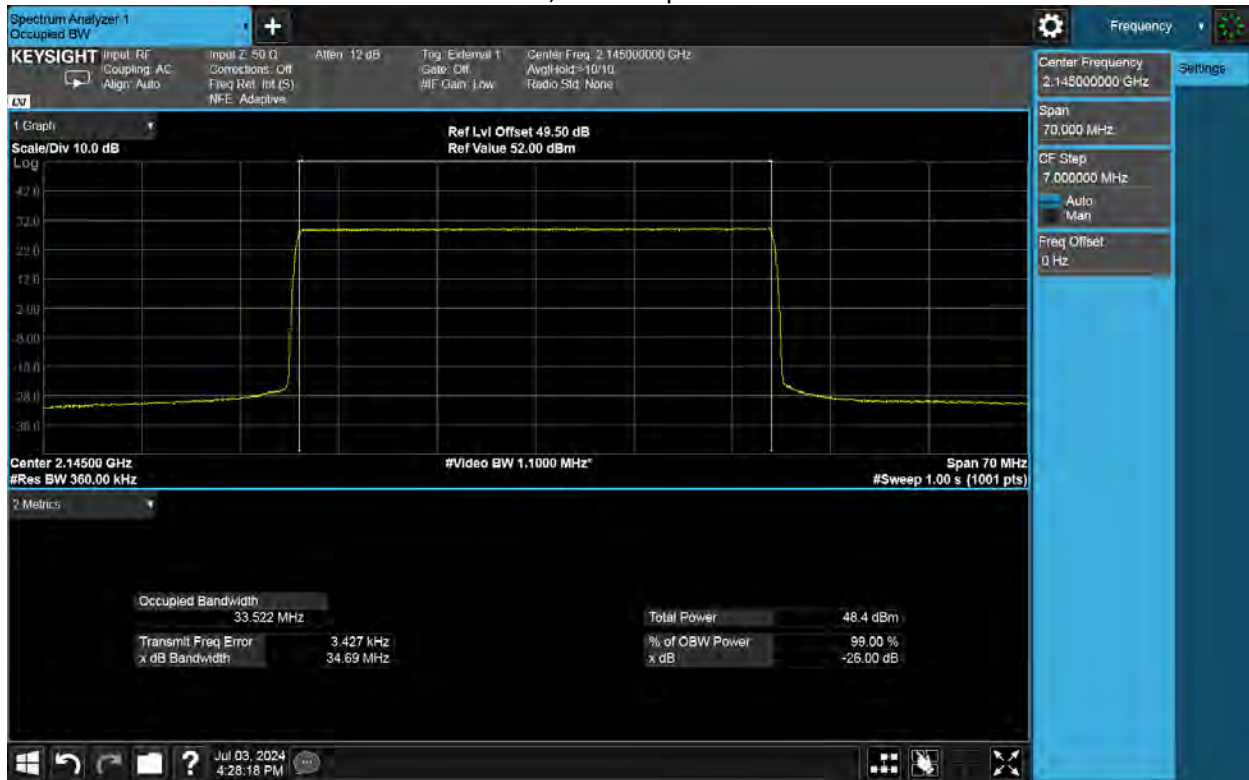 Spectrum Analyzer 1
Occupied BW
+
Frequency
KEYSIGHT
Input: RF
Coupling: AC
Align: Auto
Input Z: 50 Ω
Corrections: Off
Freq Ref: Int (S)
NFE: Adaptive
Atten: 12 dB
Trig: External 1
Gate: Off
#IF Gain: Low
Center Freq: 2.145000000 GHz
Avg|Hold:>10/10
Radio Std: None
LXI
Center Frequency
2.145000000 GHz
Settings
Span
70.000 MHz
CF Step
7.000000 MHz
Auto
Man
Freq Offset
0 Hz
1 Graph
Scale/Div 10.0 dB
Ref Lvl Offset 49.50 dB
Ref Value 52.00 dBm
Log
42.0
32.0
22.0
12.0
2.00
-8.00
-18.0
-28.0
-38.0
Center 2.14500 GHz
#Res BW 360.00 kHz
#Video BW 1.1000 MHz*
Span 70 MHz
#Sweep 1.00 s (1001 pts)
2 Metrics
Occupied Bandwidth
33.522 MHz
Transmit Freq Error 3.427 kHz
x dB Bandwidth 34.69 MHz
Total Power 48.4 dBm
% of OBW Power 99.00 %
x dB -26.00 dB
?
Jul 03, 2024
4:28:18 PM